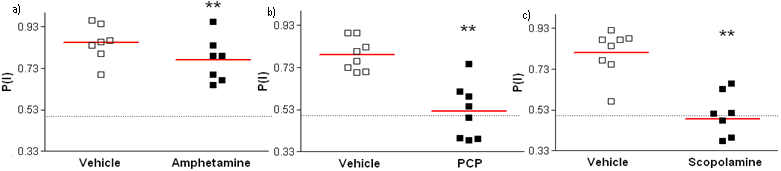 a)
**
0.93
0.73
0.53
0.33
P(I)
Vehicle Amphetamine
b)
**
0.93
0.73
0.53
0.33
P(I)
Vehicle PCP
c)
**
0.93
0.73
0.53
0.33
P(I)
Vehicle Scopolamine